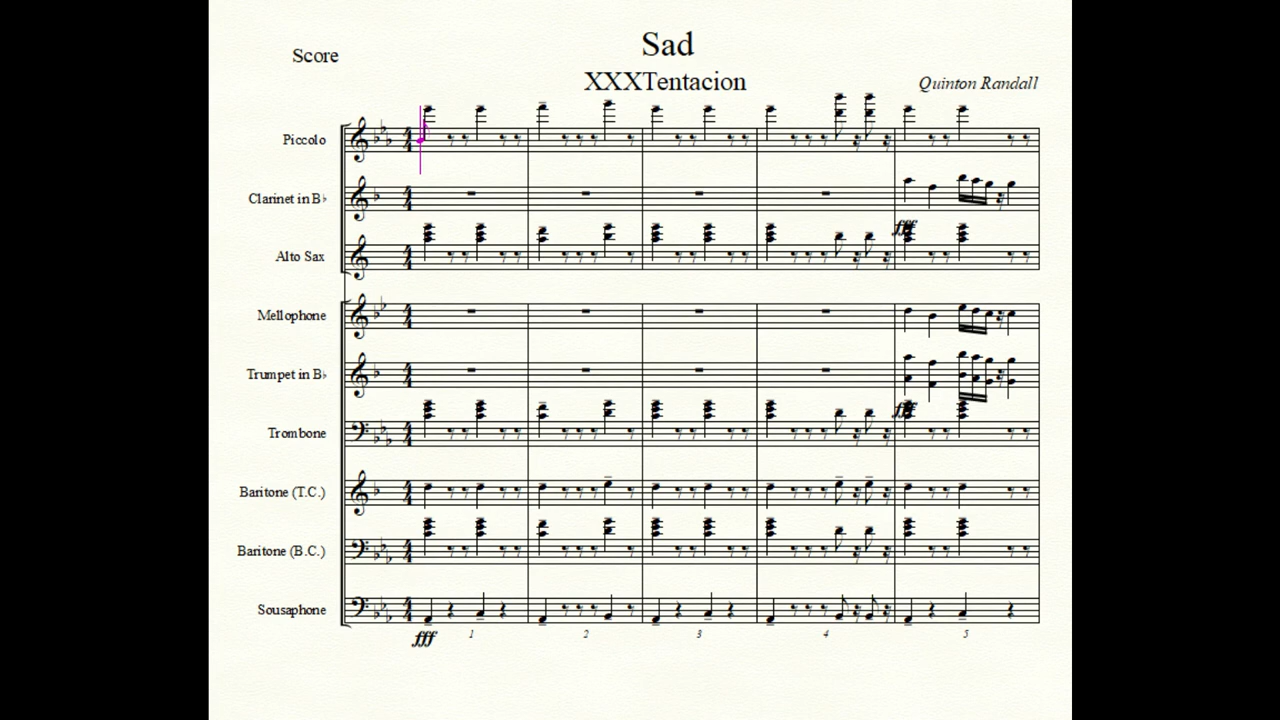 Score
Sad
XXXTentacion
Quinton Randall
Piccolo
Clarinet in B♭
fff
Alto Sax
Mellophone
Trumpet in B♭
fff
Trombone
Baritone (T.C.)
Baritone (B.C.)
Sousaphone
fff 1 2 3 4 5